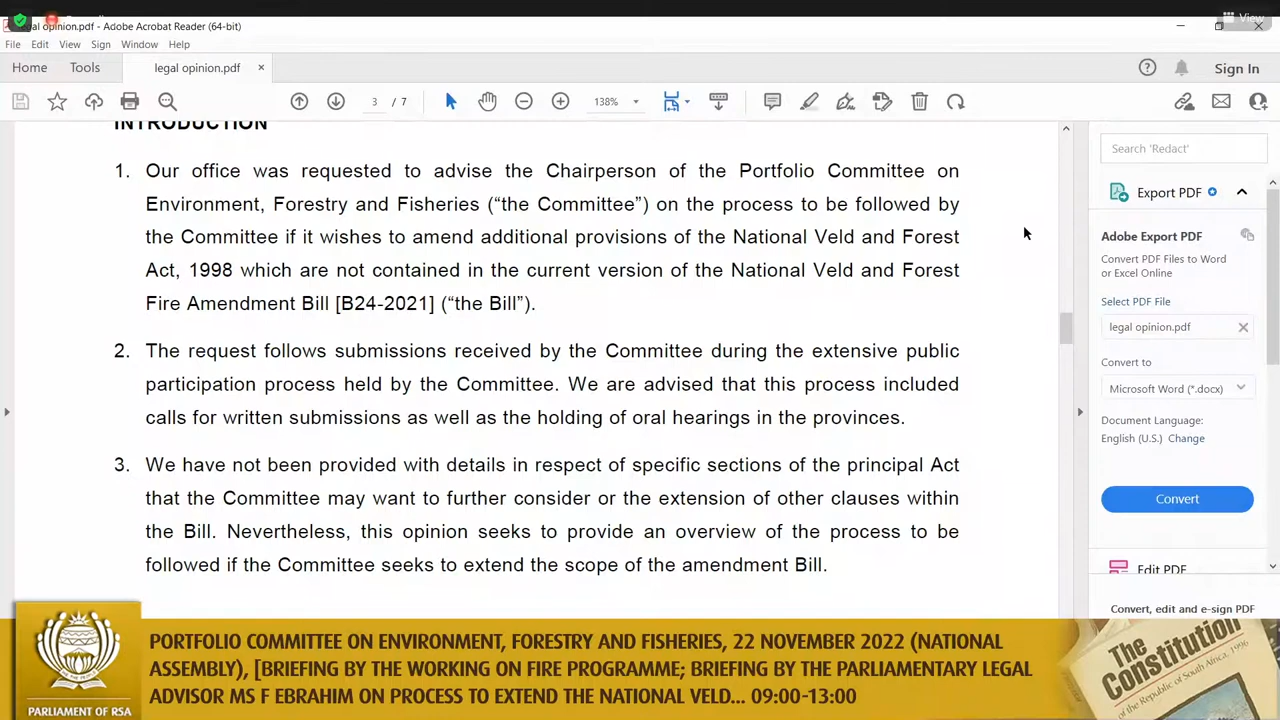 legal opinion.pdf - Adobe Acrobat Reader (64-bit)
View
File Edit View Sign Window Help
Home Tools legal opinion.pdf × Sign In
3 / 7 138%
INTRODUCTION
1. Our office was requested to advise the Chairperson of the Portfolio Committee on
Environment, Forestry and Fisheries (“the Committee”) on the process to be followed by
the Committee if it wishes to amend additional provisions of the National Veld and Forest
Act, 1998 which are not contained in the current version of the National Veld and Forest
Fire Amendment Bill [B24-2021] (“the Bill”).
2. The request follows submissions received by the Committee during the extensive public
participation process held by the Committee. We are advised that this process included
calls for written submissions as well as the holding of oral hearings in the provinces.
3. We have not been provided with details in respect of specific sections of the principal Act
that the Committee may want to further consider or the extension of other clauses within
the Bill. Nevertheless, this opinion seeks to provide an overview of the process to be
followed if the Committee seeks to extend the scope of the amendment Bill.
Search 'Redact'
Export PDF
Adobe Export PDF
Convert PDF Files to Word
or Excel Online
Select PDF File
legal opinion.pdf
Convert to
Microsoft Word (*.docx)
Document Language:
English (U.S.) Change
Convert
Edit PDF
Convert, edit and e-sign PDF
PARLIAMENT OF RSA
PORTFOLIO COMMITTEE ON ENVIRONMENT, FORESTRY AND FISHERIES, 22 NOVEMBER 2022 (NATIONAL
ASSEMBLY), [BRIEFING BY THE WORKING ON FIRE PROGRAMME; BRIEFING BY THE PARLIAMENTARY LEGAL
ADVISOR MS F EBRAHIM ON PROCESS TO EXTEND THE NATIONAL VELD... 09:00-13:00
The
Constitution
of the Republic of South Africa, 1996